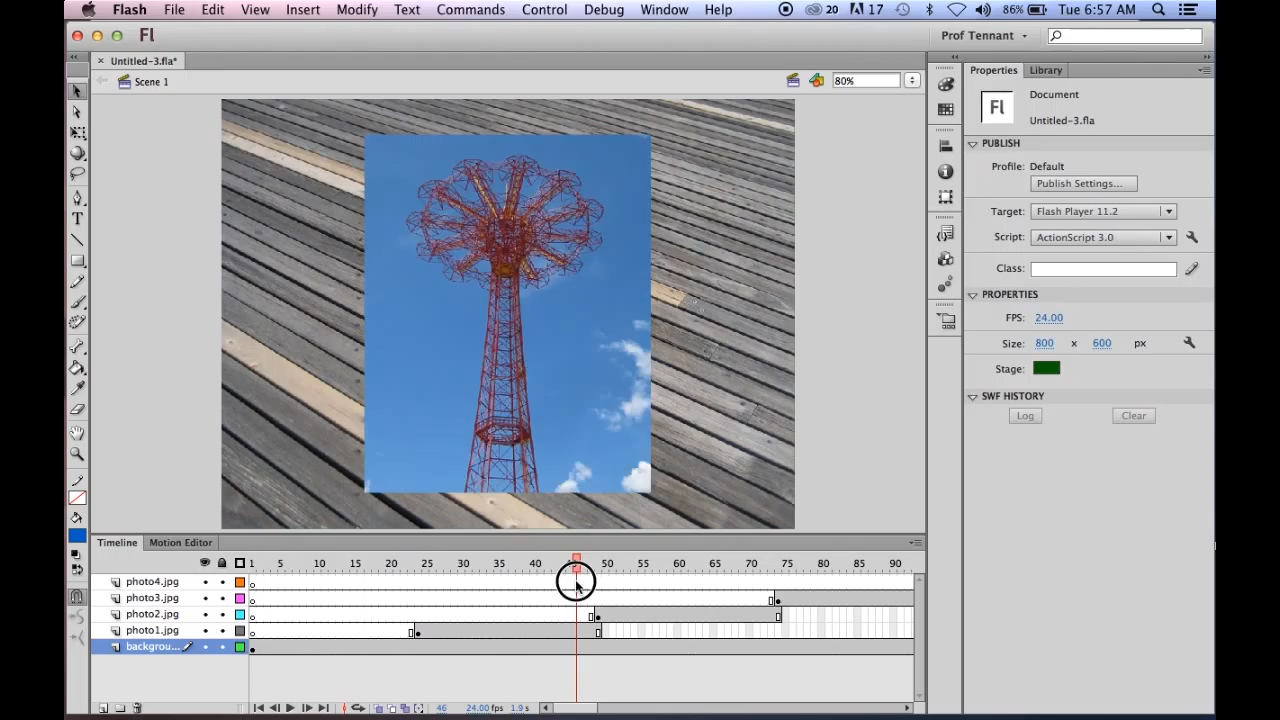 Flash File Edit View Insert Modify Text Commands Control Debug Window Help 20 17 86% Tue 6:57 AM
Fl Prof Tennant
× Untitled-3.fla*
Scene 1 80%
Properties Library
Fl Document
Untitled-3.fla
PUBLISH
Profile: Default
Publish Settings...
Target: Flash Player 11.2
Script: ActionScript 3.0
Class:
PROPERTIES
FPS: 24.00
Size: 800 x 600 px
Stage:
SWF HISTORY
Log Clear
T
Timeline Motion Editor
1 5 10 15 20 25 30 35 40 50 55 60 65 70 75 80 85 90
photo4.jpg
photo3.jpg
photo2.jpg
photo1.jpg
backgrou...
46 24.00 fps 1.9 s